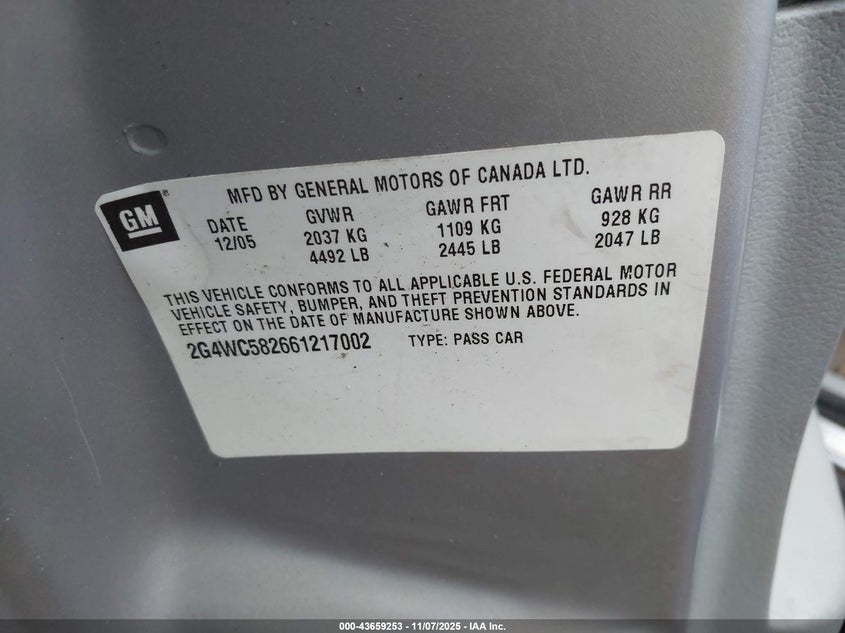 GM
MFD BY GENERAL MOTORS OF CANADA LTD.
DATE GVWR GAWR FRT GAWR RR
12/05 2037 KG 1109 KG 928 KG
4492 LB 2445 LB 2047 LB
THIS VEHICLE CONFORMS TO ALL APPLICABLE U.S. FEDERAL MOTOR
VEHICLE SAFETY, BUMPER, AND THEFT PREVENTION STANDARDS IN
EFFECT ON THE DATE OF MANUFACTURE SHOWN ABOVE.
2G4WC582661217002 TYPE: PASS CAR
000-43659253 - 11/07/2025 - IAA Inc.